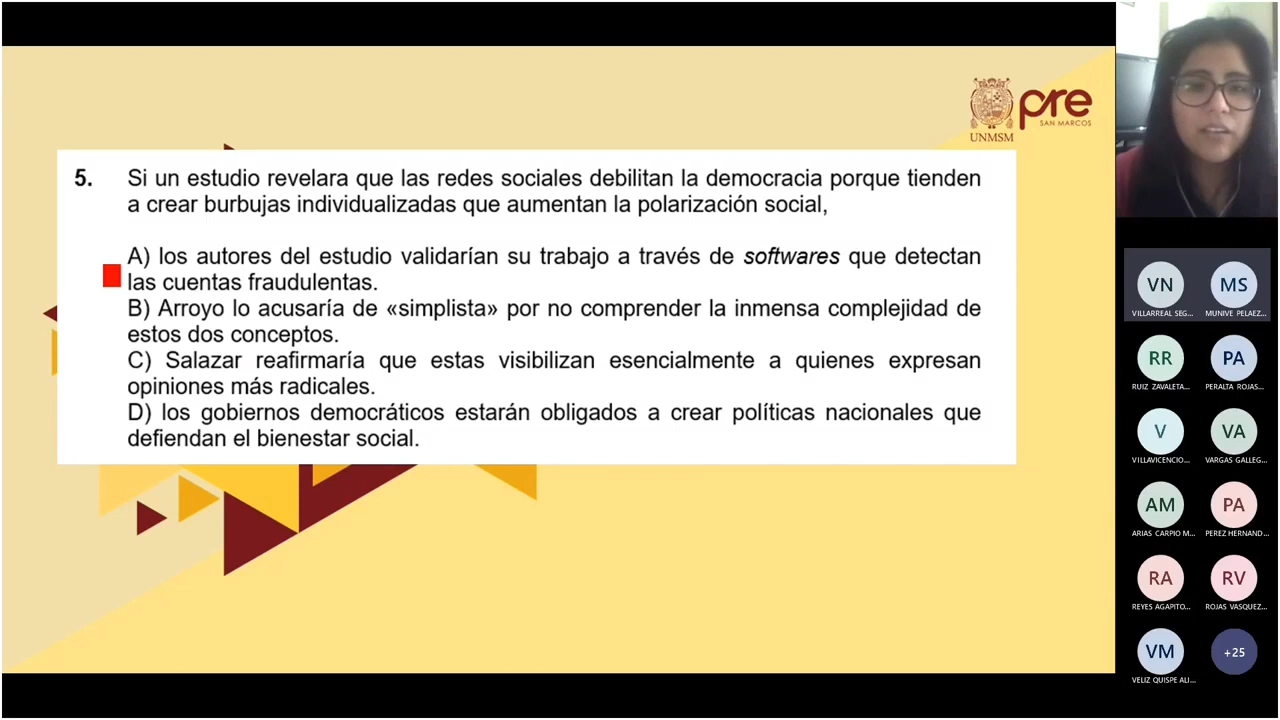 UNMSM
pre
SAN MARCOS
5. Si un estudio revelara que las redes sociales debilitan la democracia porque tienden
a crear burbujas individualizadas que aumentan la polarización social,
A) los autores del estudio validarían su trabajo a través de softwares que detectan
las cuentas fraudulentas.
B) Arroyo lo acusaría de «simplista» por no comprender la inmensa complejidad de
estos dos conceptos.
C) Salazar reafirmaría que estas visibilizan esencialmente a quienes expresan
opiniones más radicales.
D) los gobiernos democráticos estarán obligados a crear políticas nacionales que
defiendan el bienestar social.
VN MS
VILLARREAL SEG... MUNIVE PELAEZ...
RR PA
RUIZ ZAVALETA... PERALTA ROJAS...
V VA
VILLAVICENCIO... VARGAS GALLEG...
AM PA
ARIAS CARPIO M... PEREZ HERNAND...
RA RV
REYES AGAPITO... ROJAS VASQUEZ...
VM +25
VELIZ QUISPE ALI...